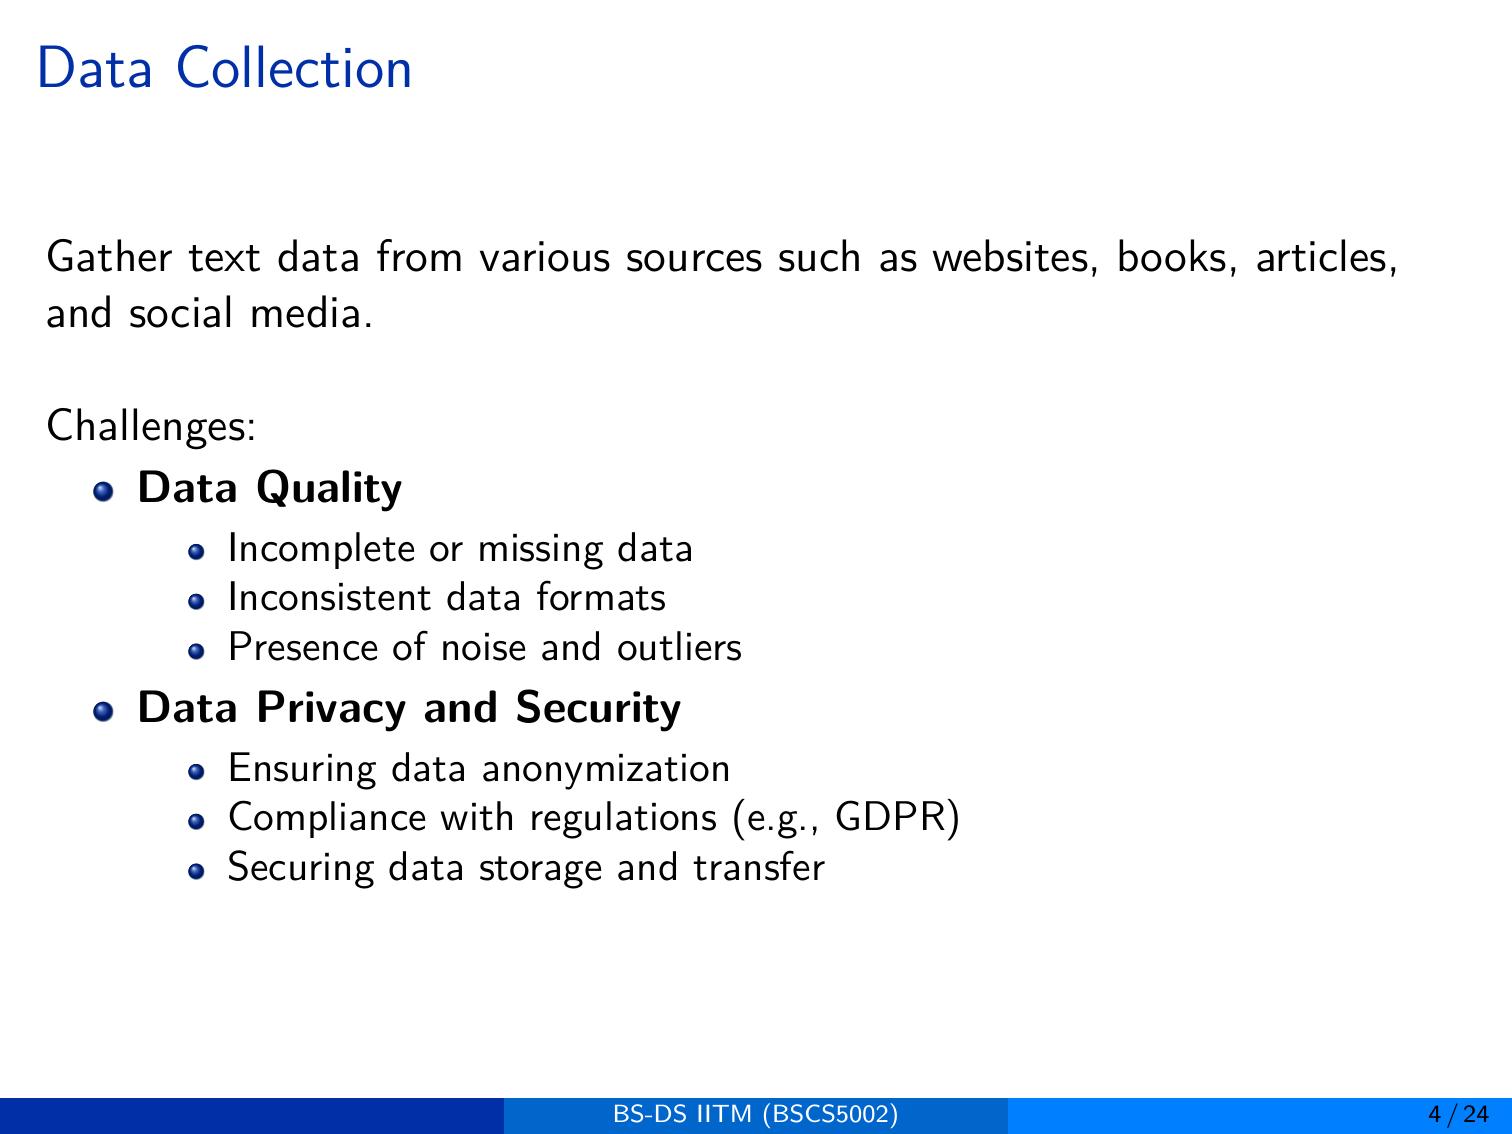 Data Collection
Gather text data from various sources such as websites, books, articles,
and social media.
Challenges:
Data Quality
Incomplete or missing data
Inconsistent data formats
Presence of noise and outliers
Data Privacy and Security
Ensuring data anonymization
Compliance with regulations (e.g., GDPR)
Securing data storage and transfer
BS-DS IITM (BSCS5002)
4 / 24